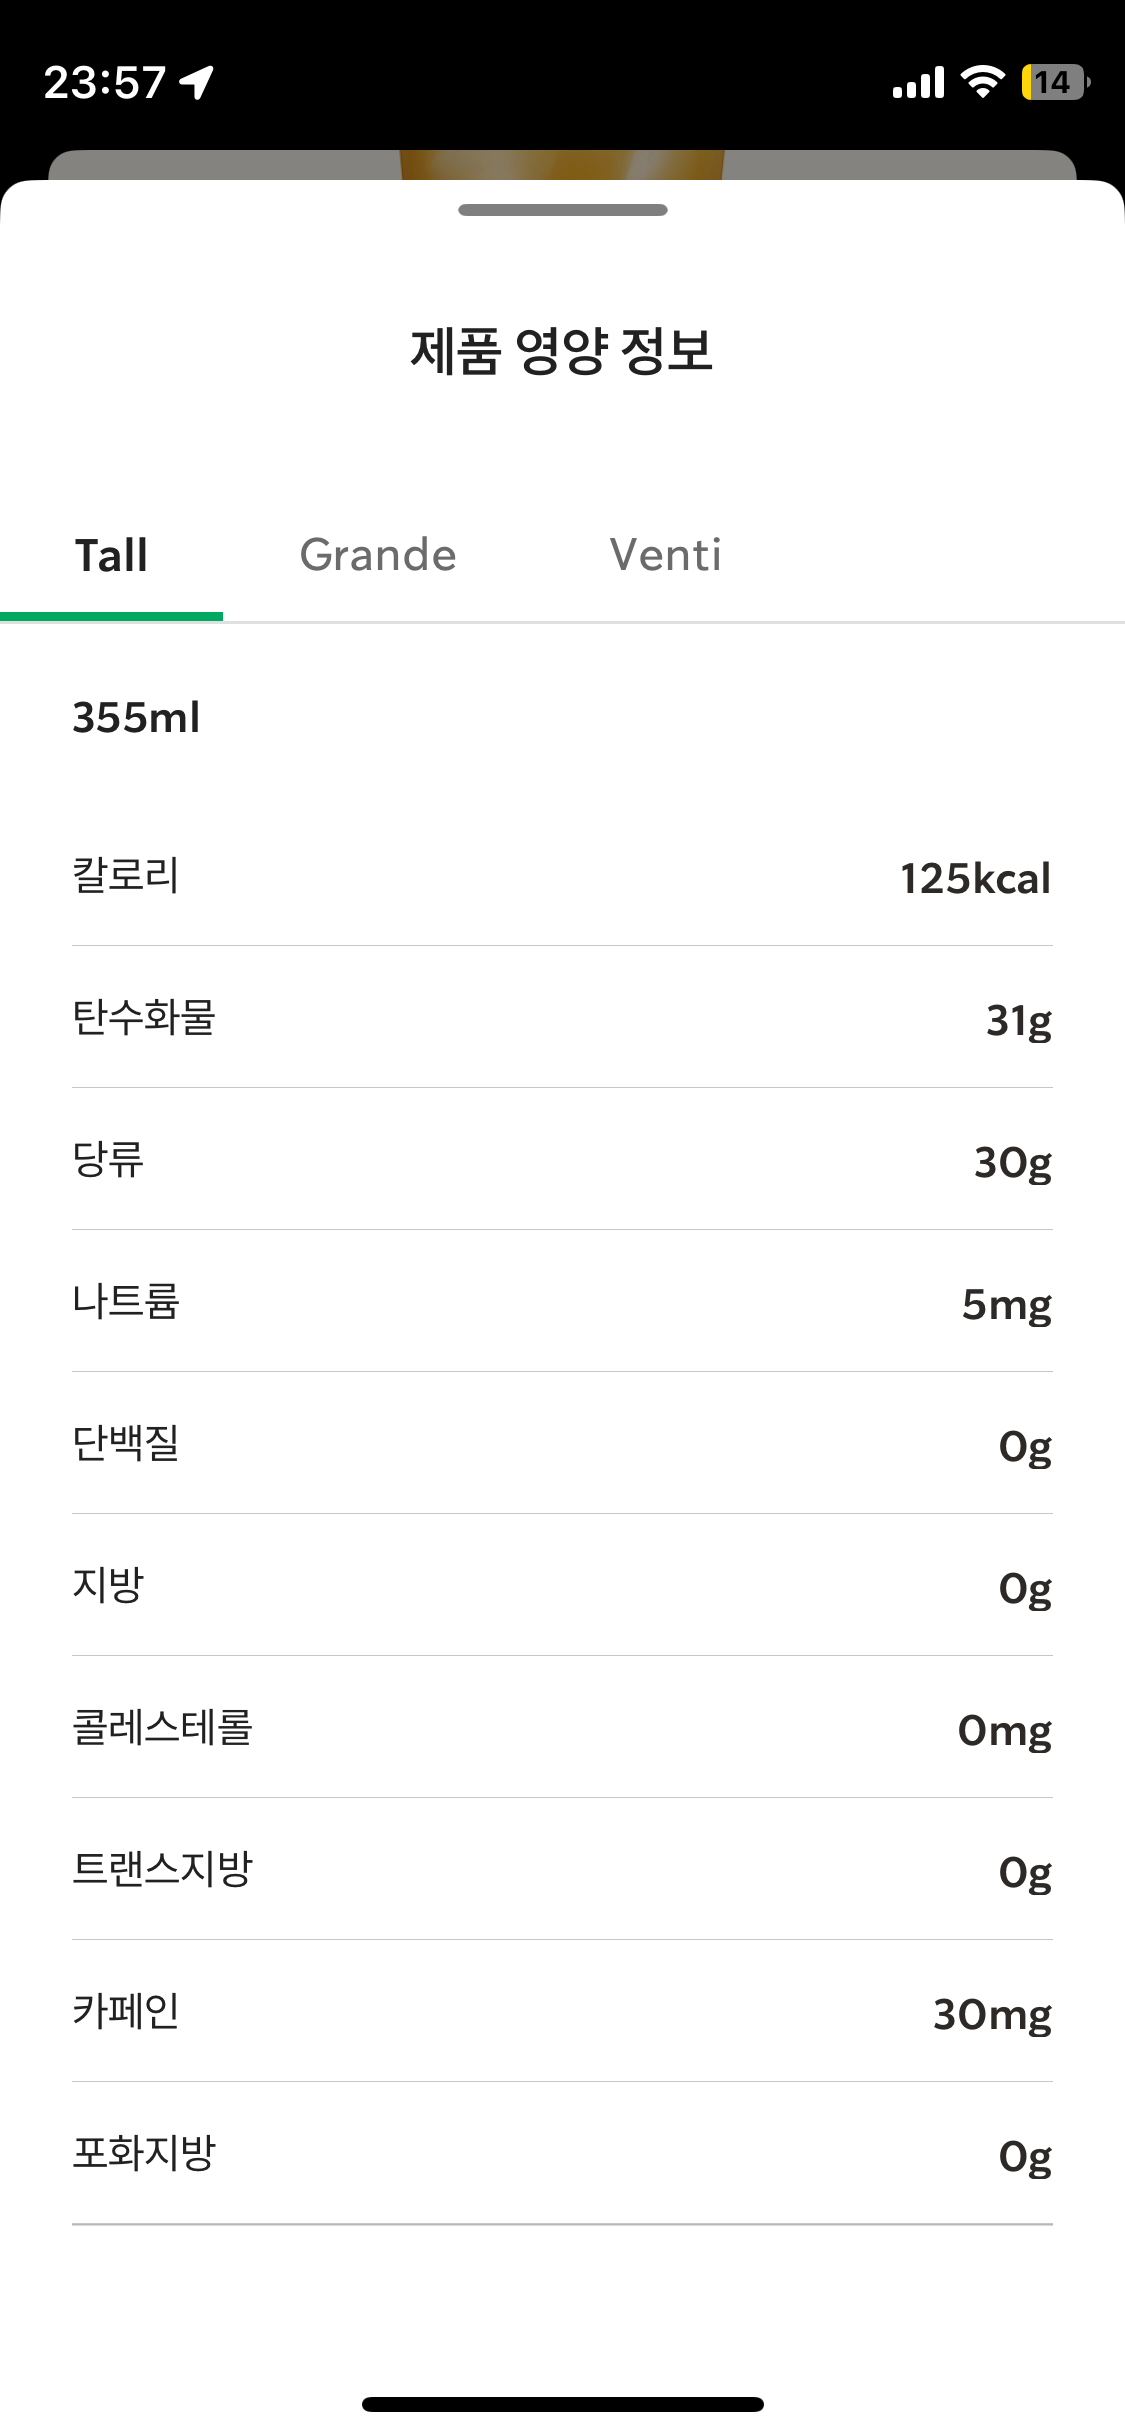 23:57
14
제품 영양 정보
Tall Grande Venti
355ml
칼로리 125kcal
탄수화물 31g
당류 30g
나트륨 5mg
단백질 0g
지방 0g
콜레스테롤 0mg
트랜스지방 0g
카페인 30mg
포화지방 0g